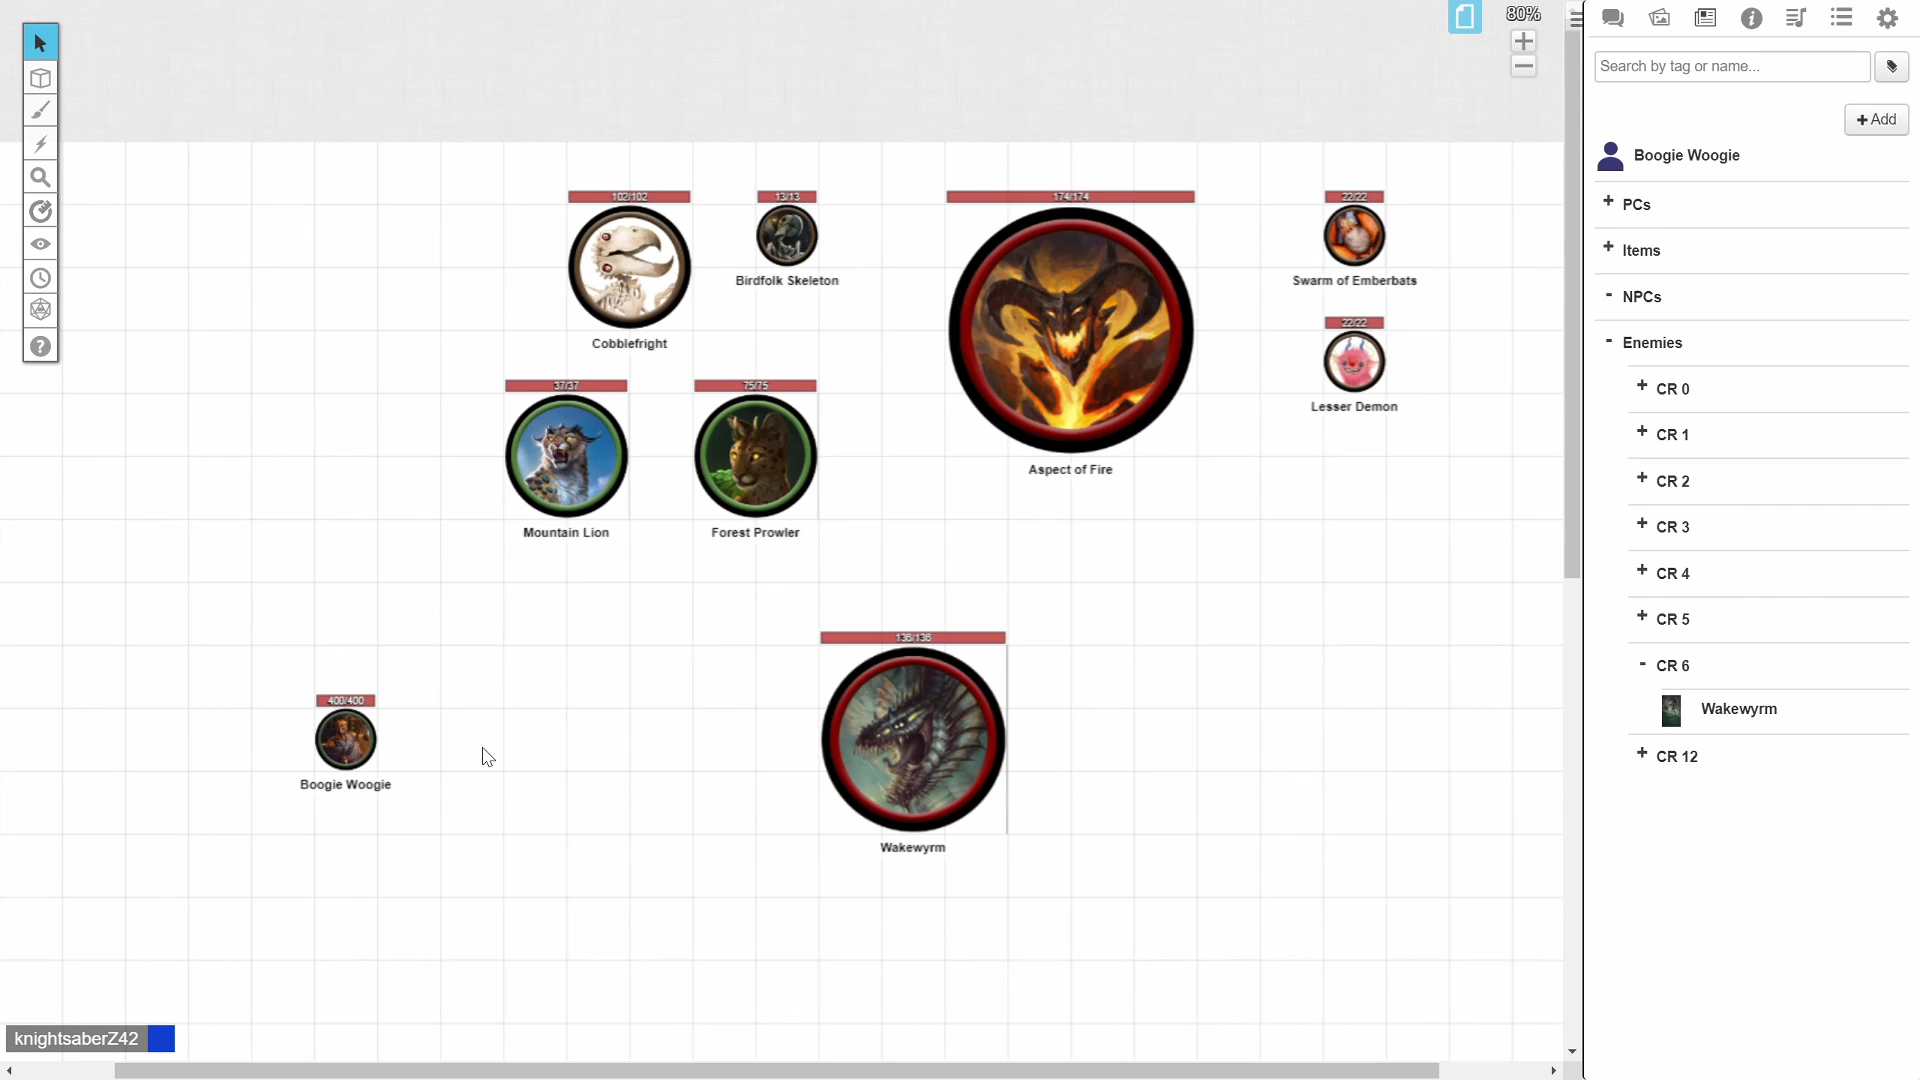 80%
Search by tag or name...
+ Add
Boogie Woogie
+ PCs
+ Items
- NPCs
- Enemies
+ CR 0
+ CR 1
+ CR 2
+ CR 3
+ CR 4
+ CR 5
- CR 6
Wakewyrm
+ CR 12
102/102
Cobblefright
13/13
Birdfolk Skeleton
174/174
Aspect of Fire
22/22
Swarm of Emberbats
22/22
Lesser Demon
37/37
Mountain Lion
75/75
Forest Prowler
136/136
Wakewyrm
400/400
Boogie Woogie
knightsaberZ42